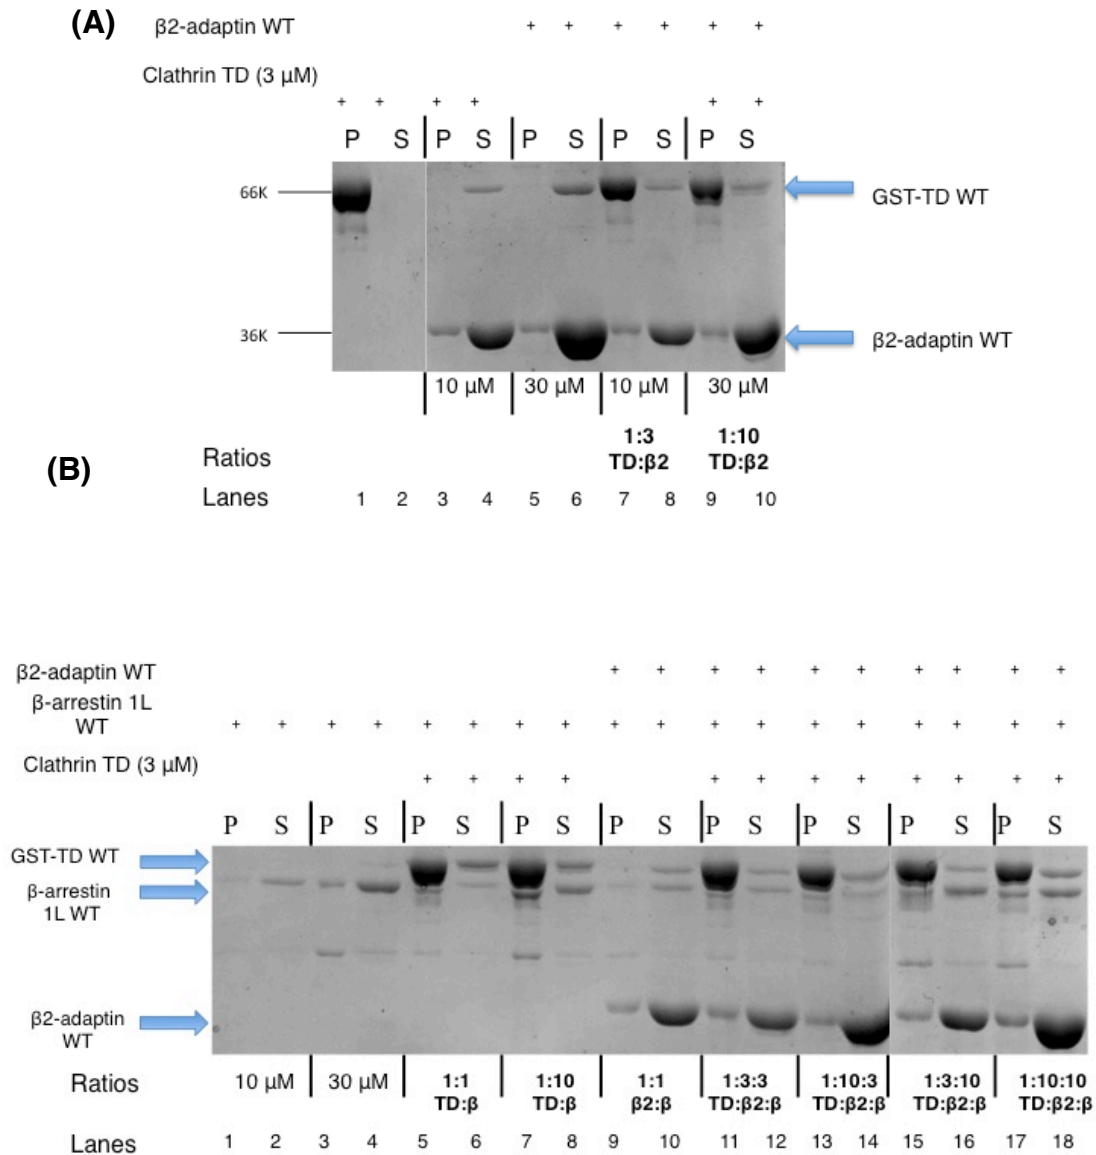 (A)
β2-adaptin WT + + + + + +
Clathrin TD (3 µM)
+ + + + + +
P S P S P S P S P S
66K
GST-TD WT
36K
β2-adaptin WT
10 µM 30 µM 10 µM 30 µM
1:3 1:10
TD:β2 TD:β2
Ratios
(B)
Lanes 1 2 3 4 5 6 7 8 9 10
β2-adaptin WT + + + + + + + + + +
β-arrestin 1L
WT + + + + + + + + + + + + + + + + + +
Clathrin TD (3 µM)
+ + + + + + + + + + + +
P S P S P S P S P S P S P S P S P S
GST-TD WT
β-arrestin
1L WT
β2-adaptin
WT
Ratios 10 µM 30 µM 1:1 1:10 1:1 1:3:3 1:10:3 1:3:10 1:10:10
TD:β TD:β β2:β TD:β2:β TD:β2:β TD:β2:β TD:β2:β
Lanes 1 2 3 4 5 6 7 8 9 10 11 12 13 14 15 16 17 18